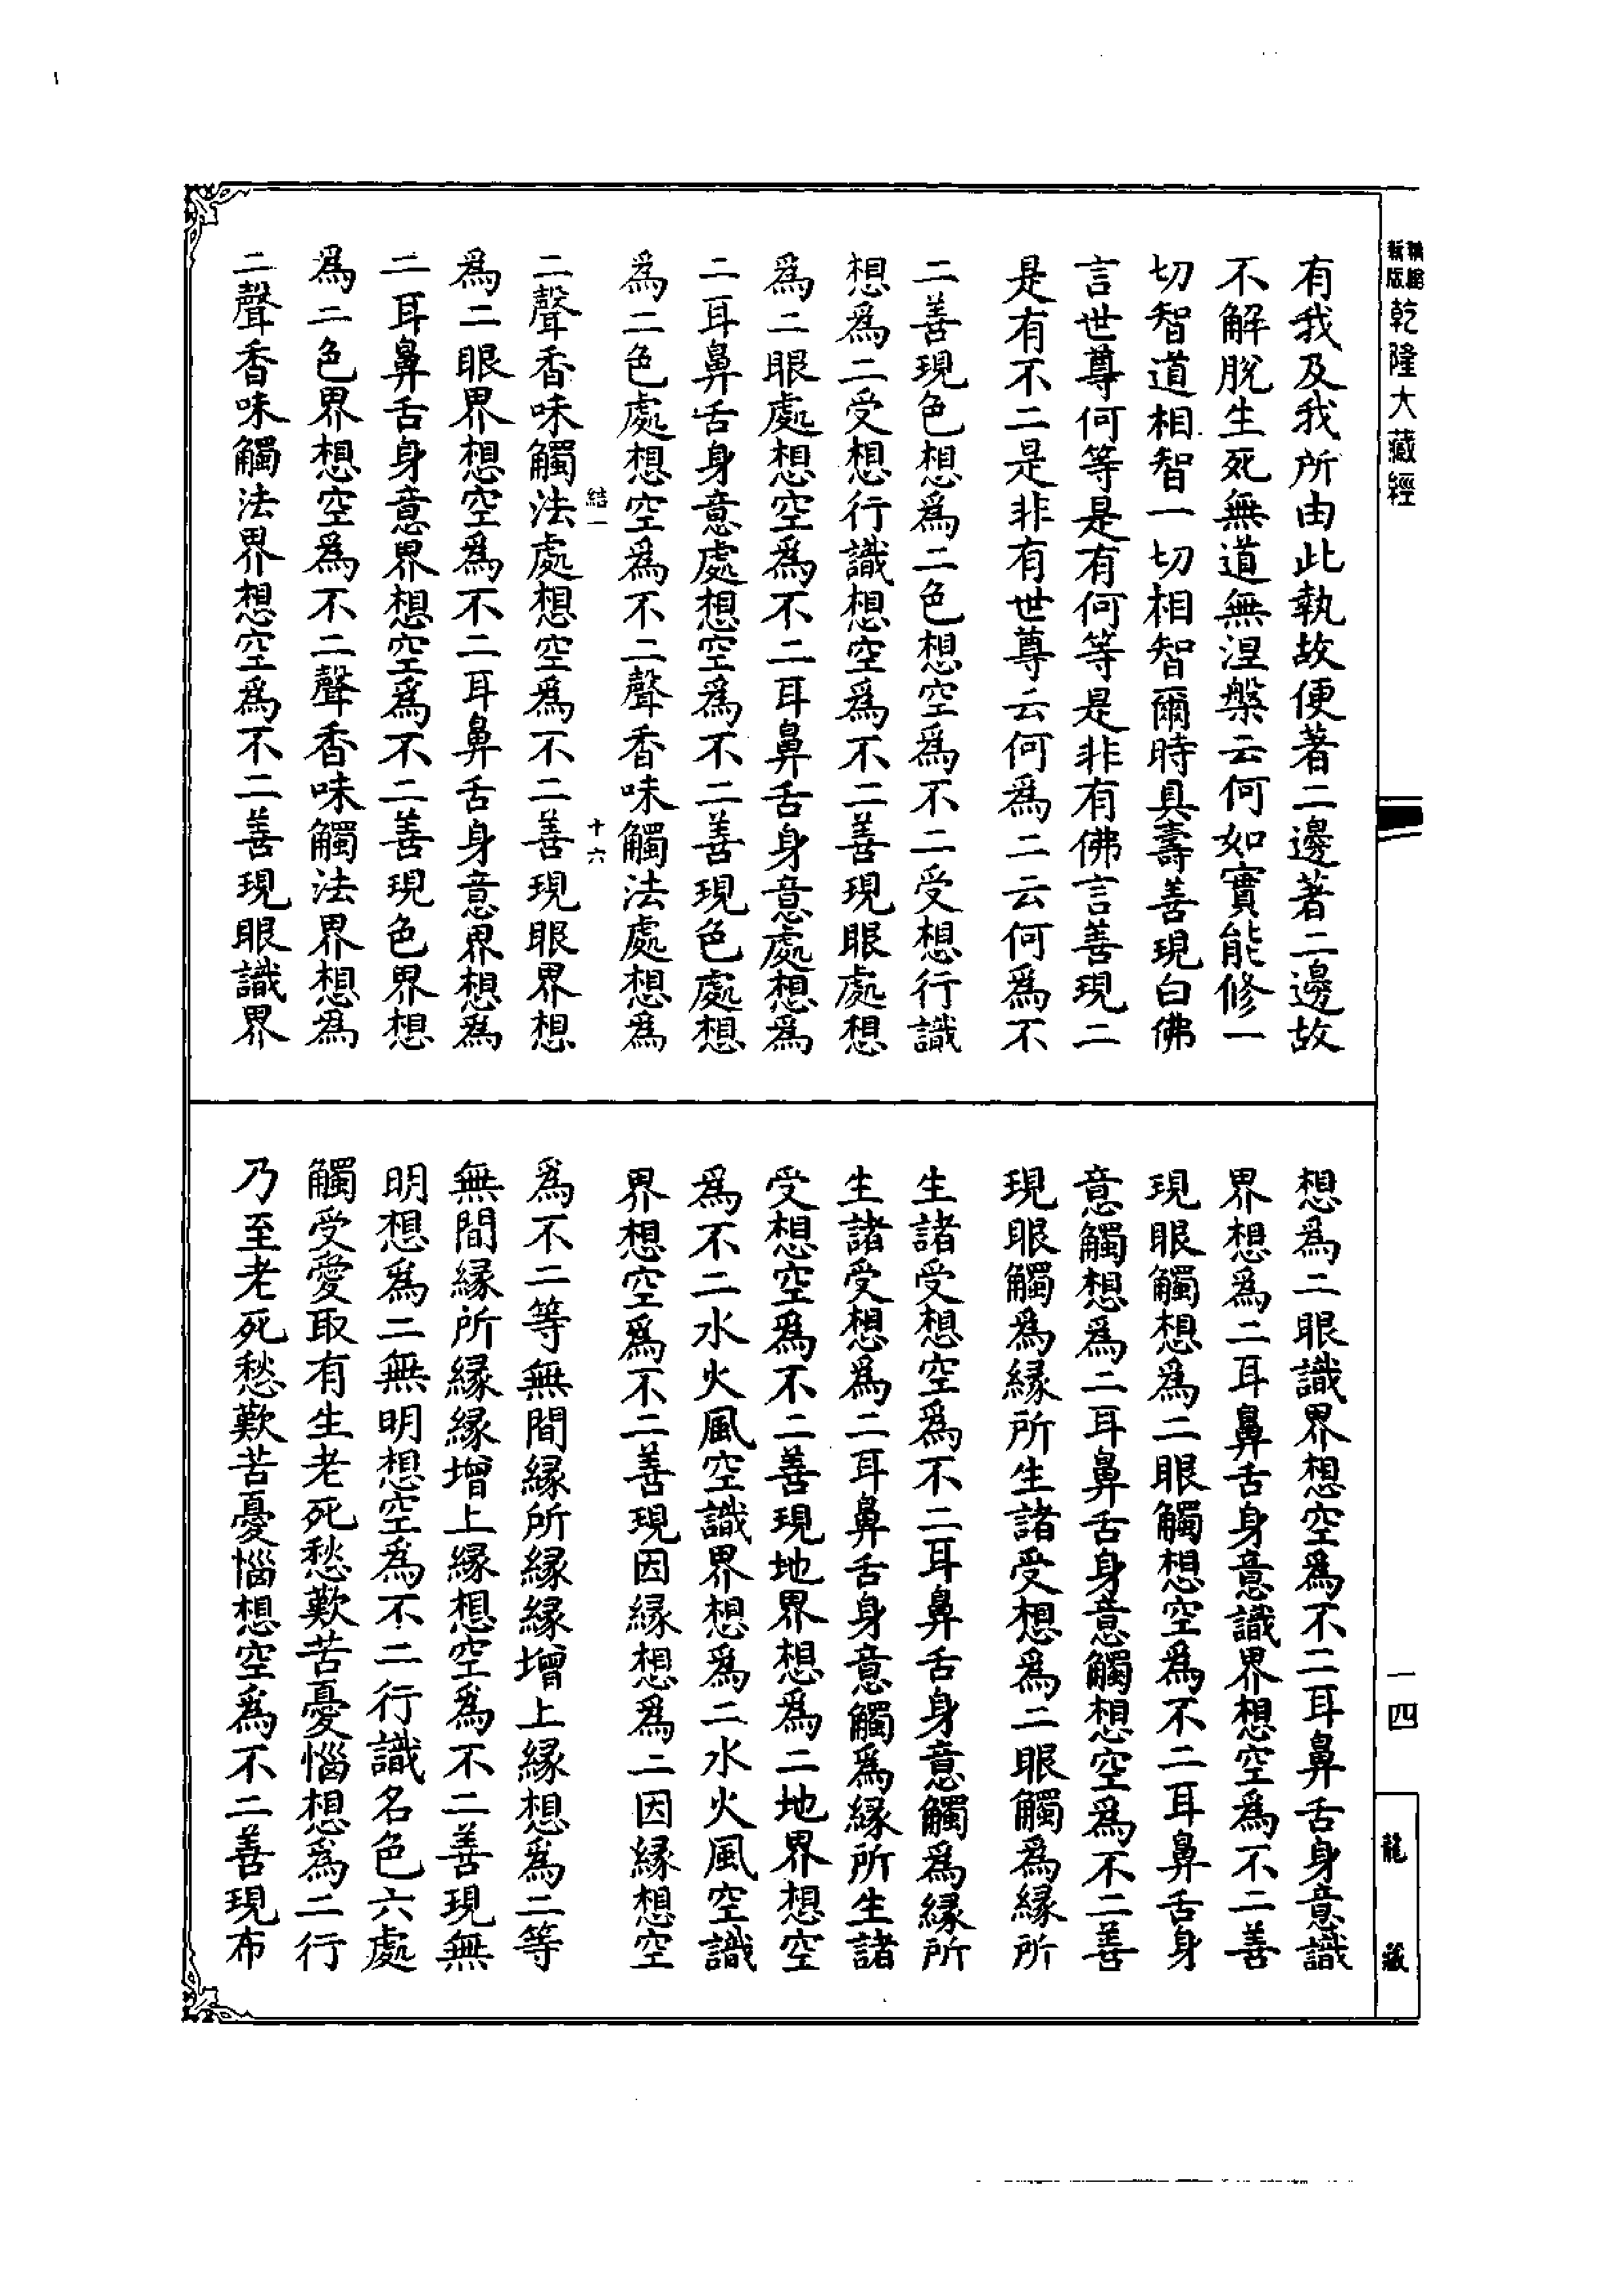 乾隆大藏經
有我及我所由此執故便著二邊著二邊故
不解脫生死無道無涅槃云何如實能修一
切智道相智一切相智爾時具壽善現白佛
言世尊何等是有何等是非有佛言善現二
是有不二是非有世尊云何爲二云何爲不
二善現色想爲二色想空爲不二受想行識
想爲二受想行識想空爲不二善現眼處想
爲二眼處想空爲不二耳鼻舌身意處想爲
二耳鼻舌身意處想空爲不二善現色處想
爲二色處想空爲不二聲香味觸法處想爲
結一 十六
二聲香味觸法處想空爲不二善現眼界想
爲二眼界想空爲不二耳鼻舌身意界想爲
二耳鼻舌身意界想空爲不二善現色界想
爲二色界想空爲不二聲香味觸法界想爲
二聲香味觸法界想空爲不二善現眼識界
想爲二眼識界想空爲不二耳鼻舌身意識
界想爲二耳鼻舌身意識界想空爲不二善
現眼觸想爲二眼觸想空爲不二耳鼻舌身
意觸想爲二耳鼻舌身意觸想空爲不二善
現眼觸爲緣所生諸受想爲二眼觸爲緣所
生諸受想空爲不二耳鼻舌身意觸爲緣所
生諸受想爲二耳鼻舌身意觸爲緣所生諸
受想空爲不二善現地界想爲二地界想空
爲不二水火風空識界想爲二水火風空識
界想空爲不二善現因緣想爲二因緣想空
爲不二等無間緣所緣緣增上緣想爲二等
無間緣所緣緣增上緣想空爲不二善現無
明想爲二無明想空爲不二行識名色六處
觸受愛取有生老死愁歎苦憂惱想爲二行
乃至老死愁歎苦憂惱想空爲不二善現布
一四
龍藏